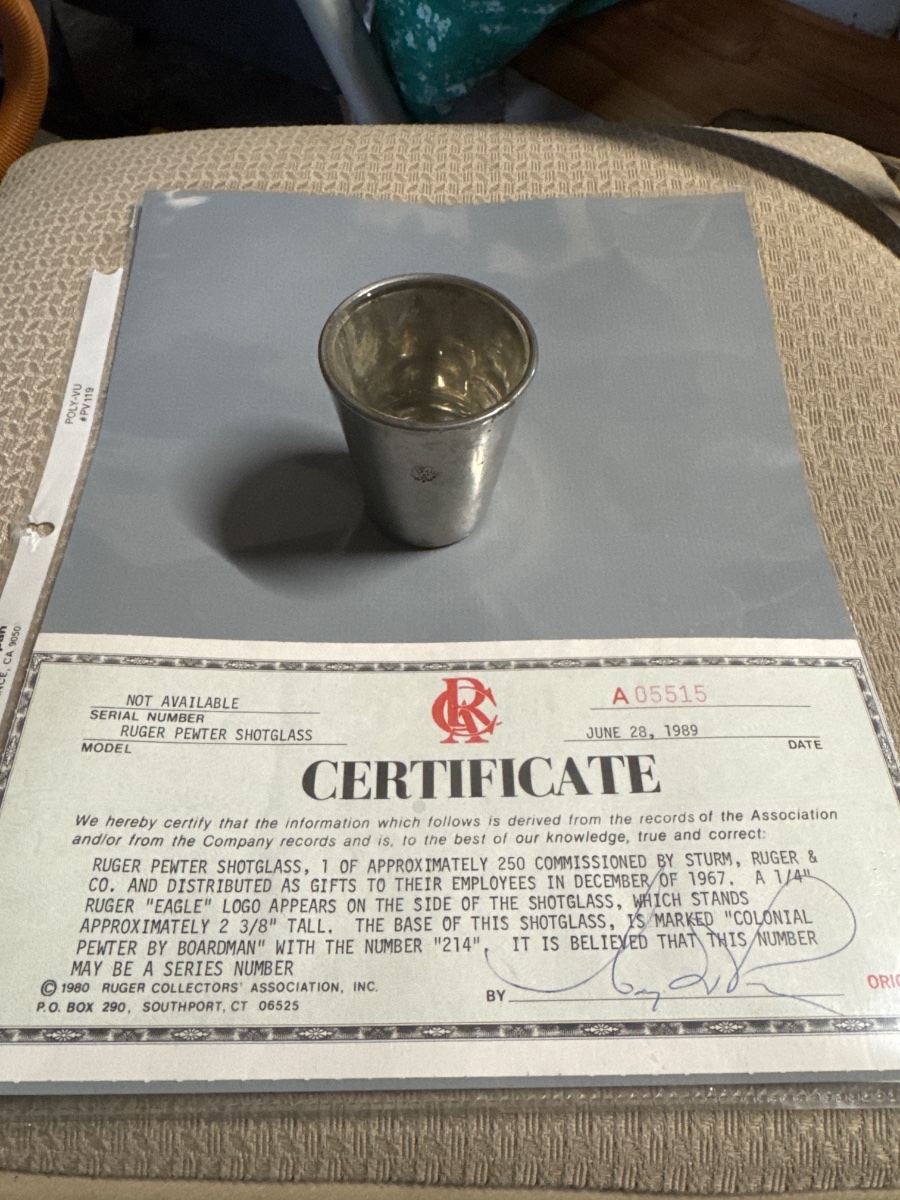 POLY-VU
#PV119
NOT AVAILABLE
SERIAL NUMBER
RUGER PEWTER SHOTGLASS
MODEL
A05515
JUNE 28, 1989
DATE
CERTIFICATE
We hereby certify that the information which follows is derived from the records of the Association
and/or from the Company records and is, to the best of our knowledge, true and correct:
RUGER PEWTER SHOTGLASS, 1 OF APPROXIMATELY 250 COMMISSIONED BY STURM, RUGER &
CO. AND DISTRIBUTED AS GIFTS TO THEIR EMPLOYEES IN DECEMBER OF 1967. A 1/4"
RUGER "EAGLE" LOGO APPEARS ON THE SIDE OF THE SHOTGLASS, WHICH STANDS
APPROXIMATELY 2 3/8" TALL. THE BASE OF THIS SHOTGLASS, IS MARKED "COLONIAL
PEWTER BY BOARDMAN" WITH THE NUMBER "214". IT IS BELIEVED THAT THIS NUMBER
MAY BE A SERIES NUMBER
© 1980 RUGER COLLECTORS' ASSOCIATION, INC.
P.O. BOX 290, SOUTHPORT, CT 06525
BY
, CA 9050